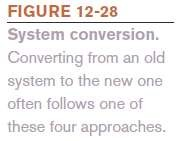 FIGURE 12-28
System conversion.
Converting from an old
system to the new one
often follows one of
these four approaches.